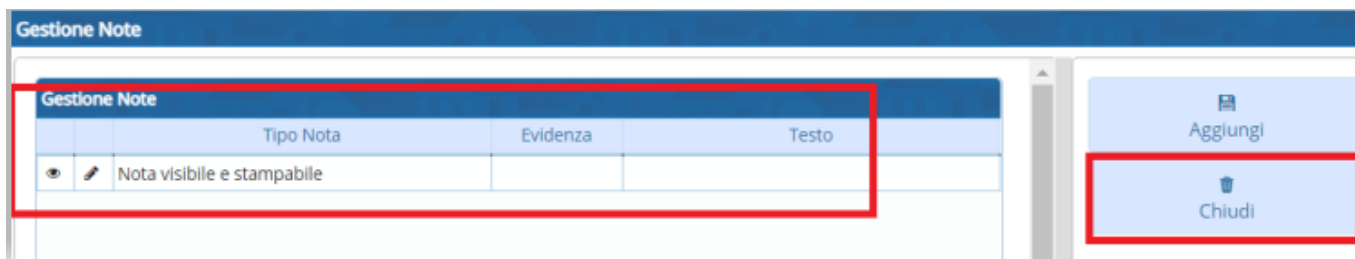 Gestione Note
Gestione Note
Tipo Nota Evidenza Testo
Nota visibile e stampabile
Aggiungi
Chiudi